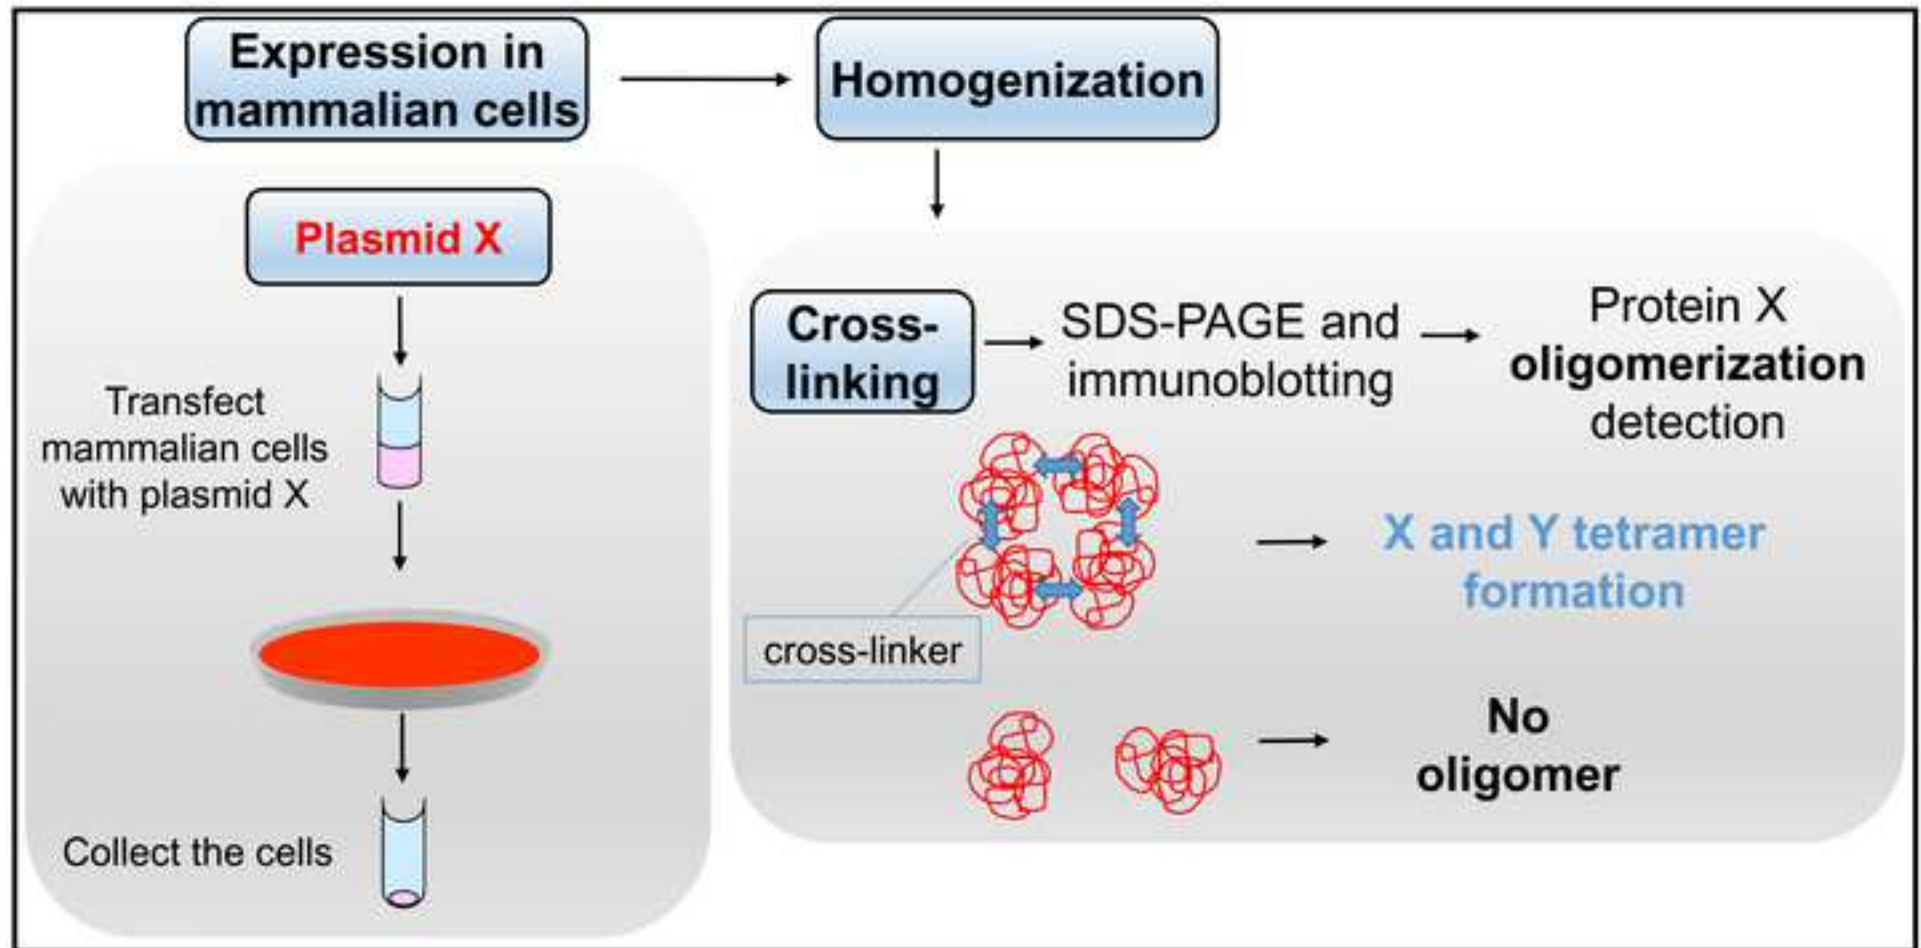 Expression in
mammalian cells
Homogenization
Plasmid X
Transfect
mammalian cells
with plasmid X
Collect the cells
Cross-
linking
SDS-PAGE and
immunoblotting
Protein X
oligomerization
detection
X and Y tetramer
formation
cross-linker
No
oligomer